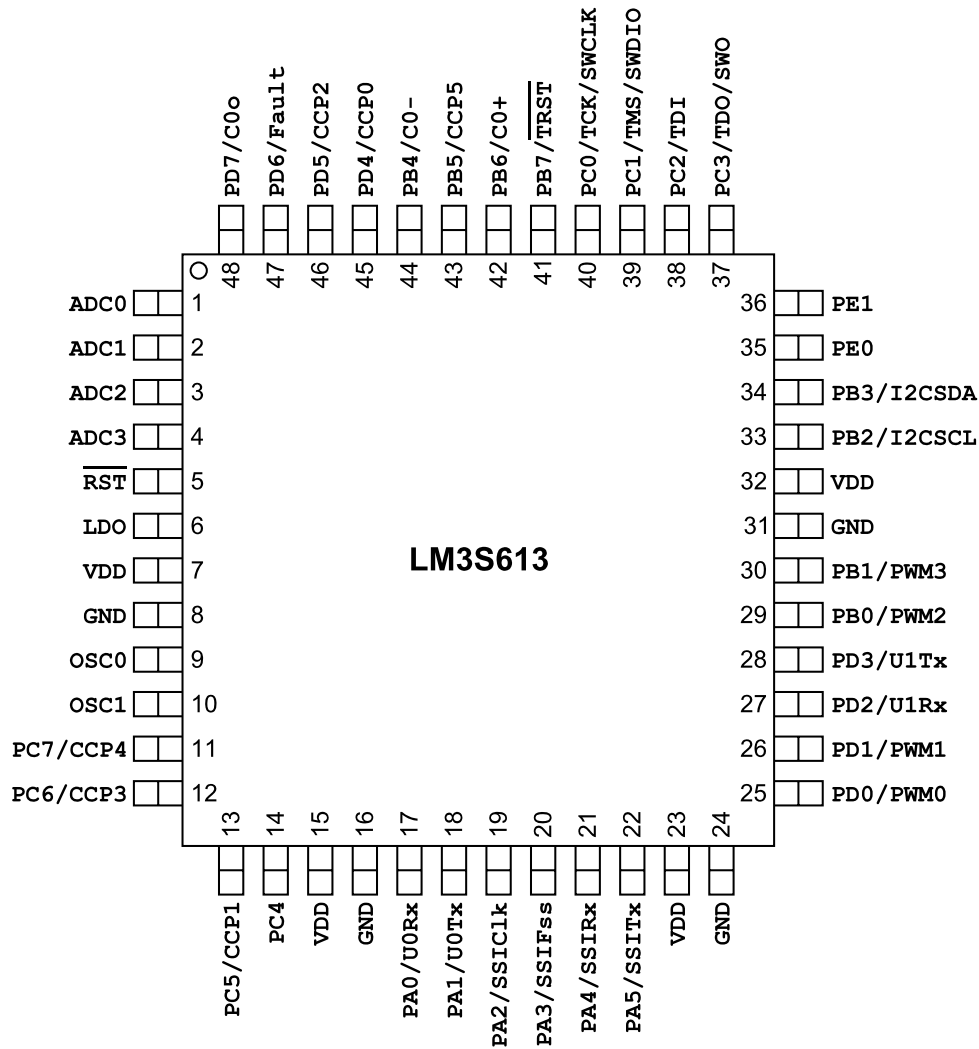 PD7/C0o
PD6/Fault
PD5/CCP2
PD4/CCP0
PB4/C0-
PB5/CCP5
PB6/C0+
PB7/TRST
PC0/TCK/SWCLK
PC1/TMS/SWDIO
PC2/TDI
PC3/TDO/SWO
48
47
46
45
44
43
42
41
40
39
38
37
ADC0 1
ADC1 2
ADC2 3
ADC3 4
RST 5
LDO 6
VDD 7
GND 8
OSC0 9
OSC1 10
PC7/CCP4 11
PC6/CCP3 12
LM3S613
36 PE1
35 PE0
34 PB3/I2CSDA
33 PB2/I2CSCL
32 VDD
31 GND
30 PB1/PWM3
29 PB0/PWM2
28 PD3/U1Tx
27 PD2/U1Rx
26 PD1/PWM1
25 PD0/PWM0
13
14
15
16
17
18
19
20
21
22
23
24
PC5/CCP1
PC4
VDD
GND
PA0/U0Rx
PA1/U0Tx
PA2/SSIClk
PA3/SSIFss
PA4/SSIRx
PA5/SSITx
VDD
GND